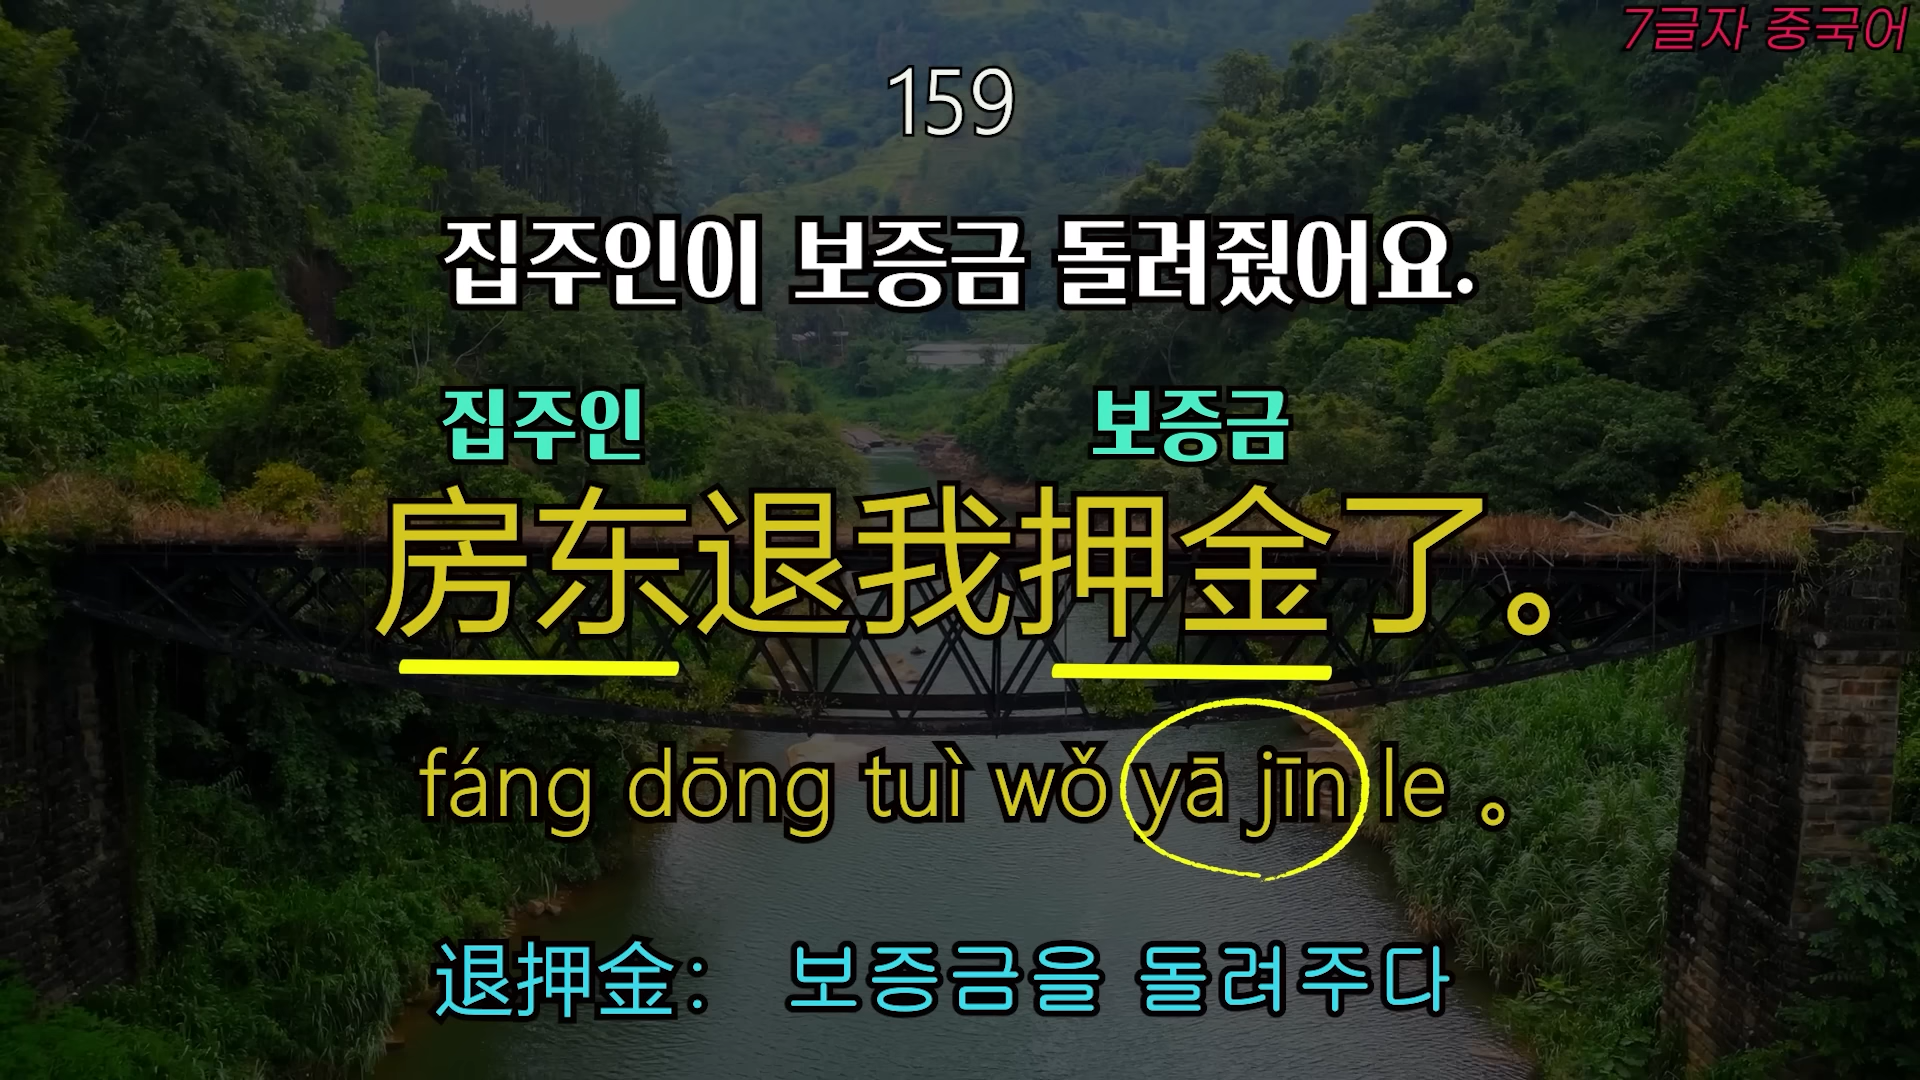 7글자 중국어
159
집주인이 보증금 돌려줬어요.
집주인 보증금
房东退我押金了。
fáng dōng tuì wǒ yā jīn le 。
退押金： 보증금을 돌려주다